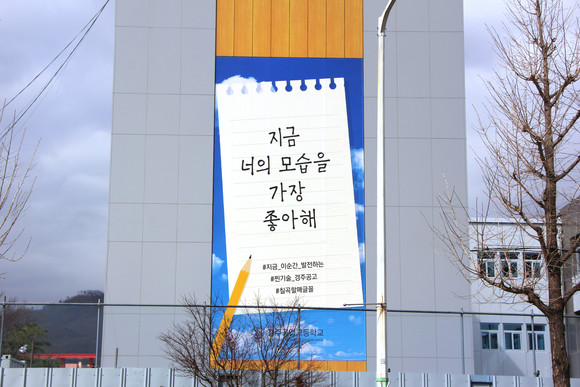 지금
너의 모습을
가장
좋아해
#지금_이순간_발전하는
#찐기술_경주공고
#칠곡할매글꼴